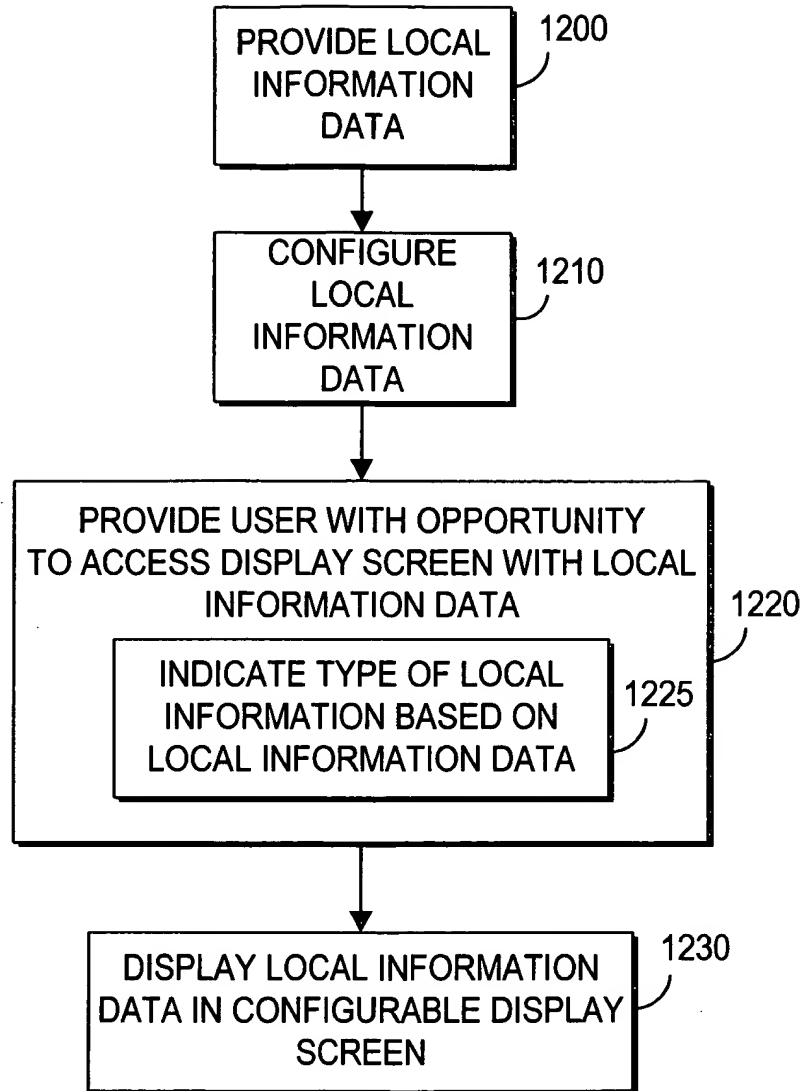 PROVIDE LOCAL
INFORMATION
DATA
1200
CONFIGURE
LOCAL
INFORMATION
DATA
1210
PROVIDE USER WITH OPPORTUNITY
TO ACCESS DISPLAY SCREEN WITH LOCAL
INFORMATION DATA
1220
INDICATE TYPE OF LOCAL
INFORMATION BASED ON
LOCAL INFORMATION DATA
1225
DISPLAY LOCAL INFORMATION
DATA IN CONFIGURABLE DISPLAY
SCREEN
1230